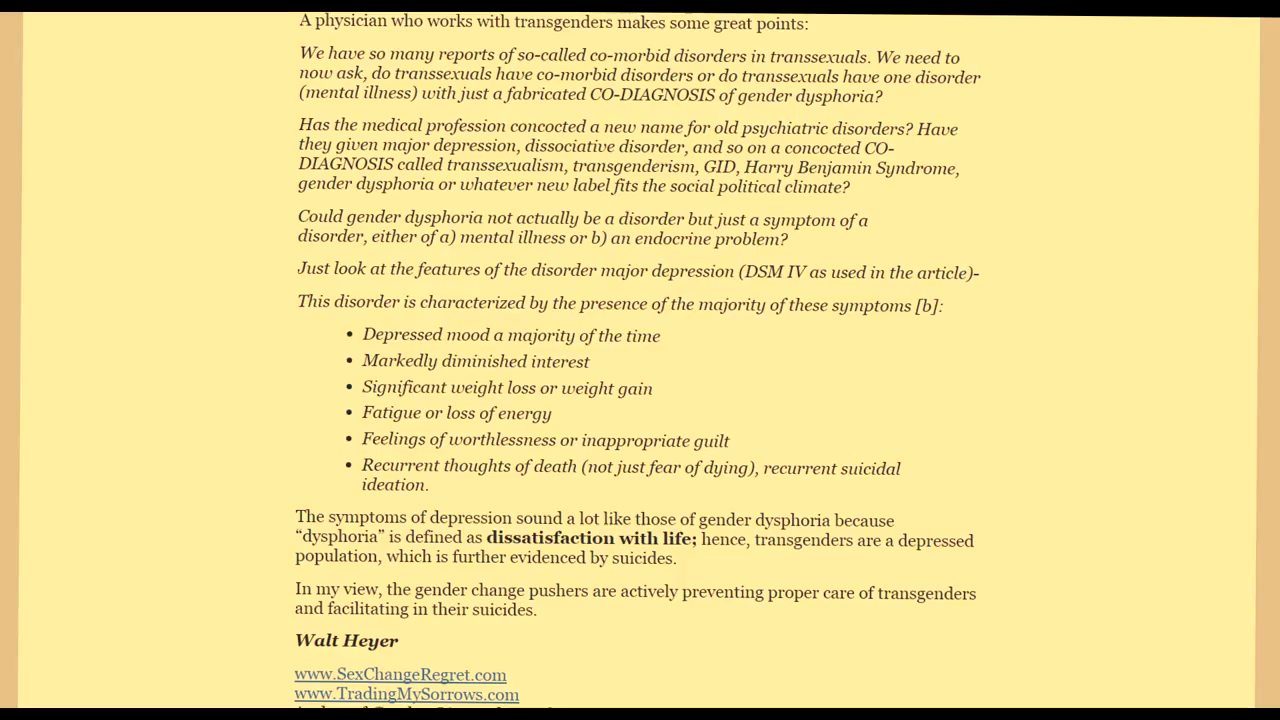 A physician who works with transgenders makes some great points:
We have so many reports of so-called co-morbid disorders in transsexuals. We need to
now ask, do transsexuals have co-morbid disorders or do transsexuals have one disorder
(mental illness) with just a fabricated CO-DIAGNOSIS of gender dysphoria?
Has the medical profession concocted a new name for old psychiatric disorders? Have
they given major depression, dissociative disorder, and so on a concocted CO-
DIAGNOSIS called transsexualism, transgenderism, GID, Harry Benjamin Syndrome,
gender dysphoria or whatever new label fits the social political climate?
Could gender dysphoria not actually be a disorder but just a symptom of a
disorder, either of a) mental illness or b) an endocrine problem?
Just look at the features of the disorder major depression (DSM IV as used in the article)-
This disorder is characterized by the presence of the majority of these symptoms [b]:
• Depressed mood a majority of the time
• Markedly diminished interest
• Significant weight loss or weight gain
• Fatigue or loss of energy
• Feelings of worthlessness or inappropriate guilt
• Recurrent thoughts of death (not just fear of dying), recurrent suicidal
ideation.
The symptoms of depression sound a lot like those of gender dysphoria because
“dysphoria” is defined as dissatisfaction with life; hence, transgenders are a depressed
population, which is further evidenced by suicides.
In my view, the gender change pushers are actively preventing proper care of transgenders
and facilitating in their suicides.
Walt Heyer
www.SexChangeRegret.com
www.TradingMySorrows.com